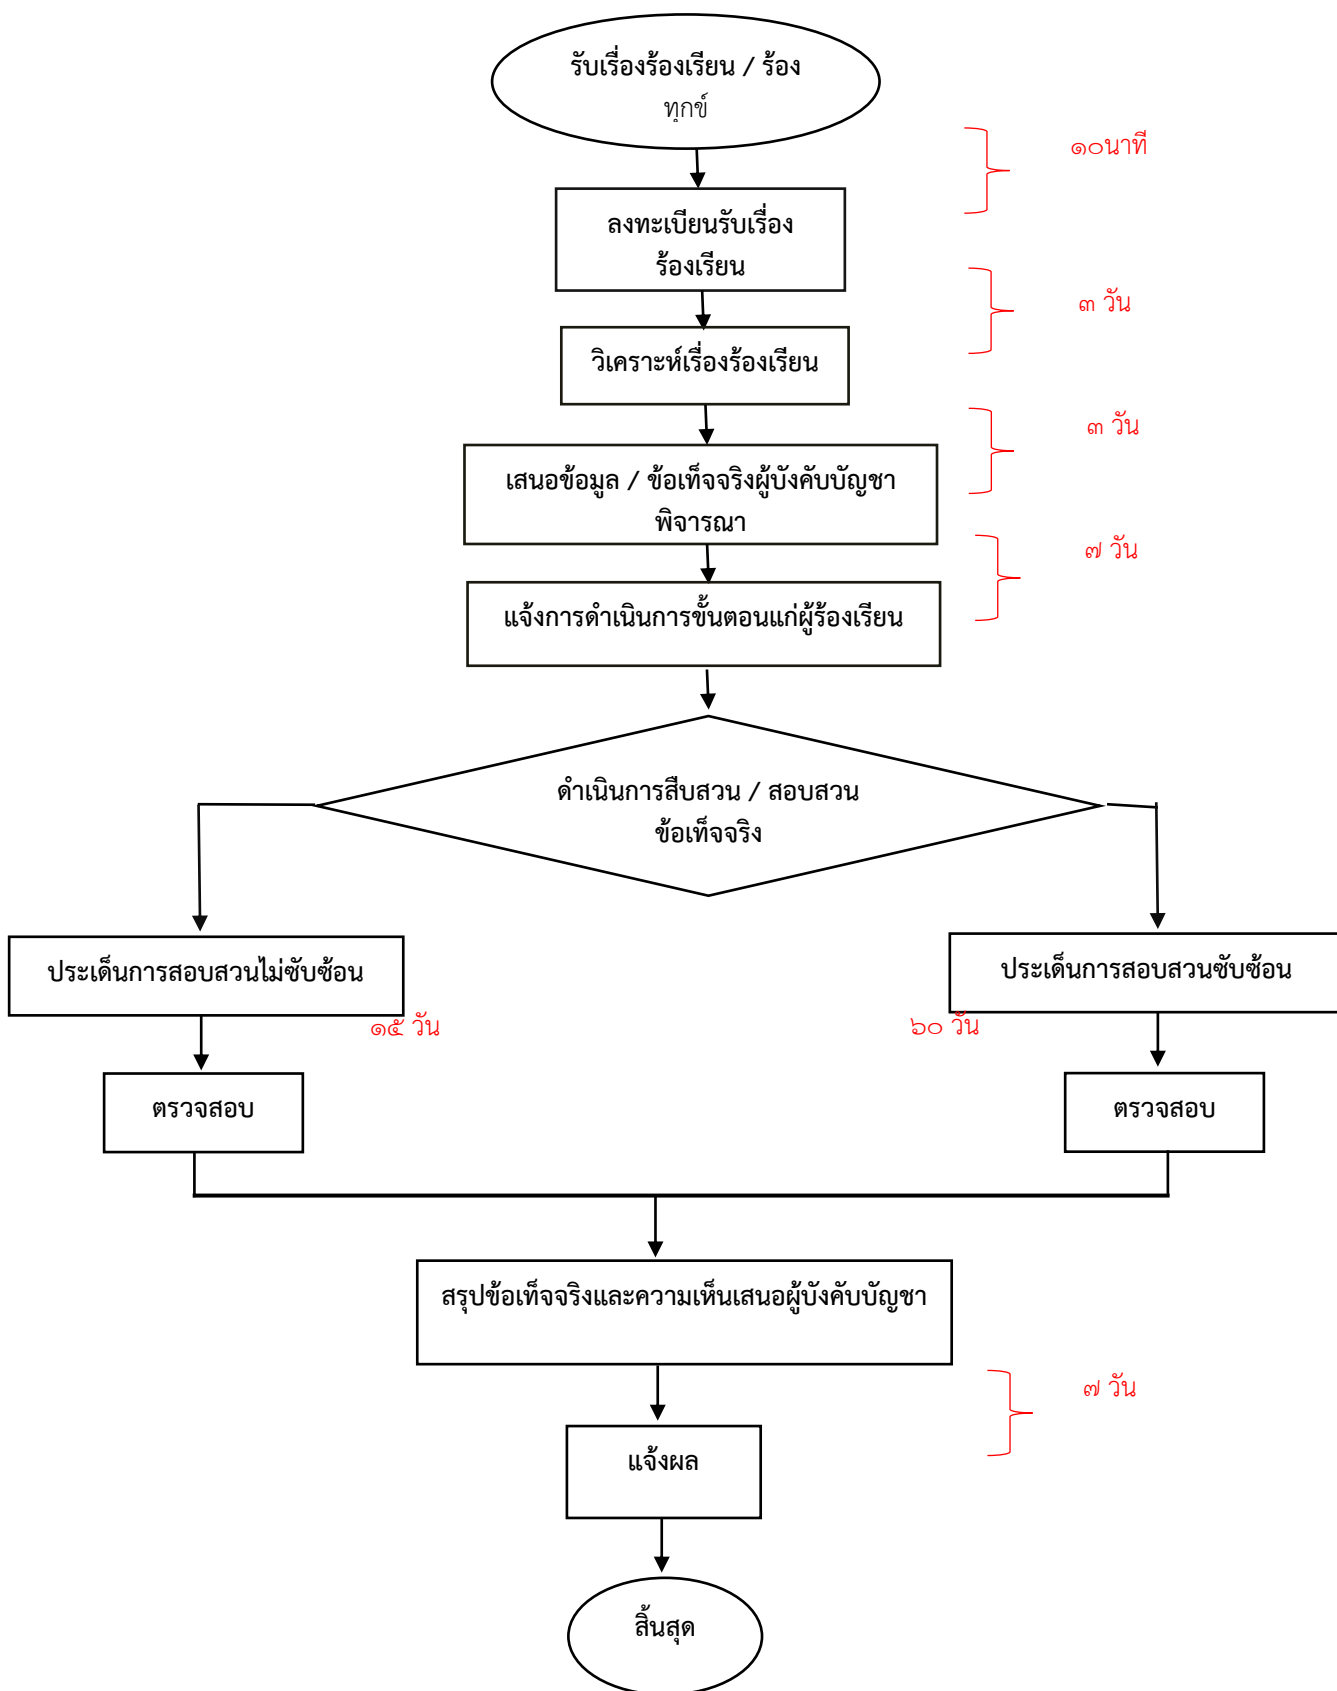 รับเรื่องร้องเรียน / ร้อง
ทุกข์
๑๐นาที
ลงทะเบียนรับเรื่อง
ร้องเรียน
๓ วัน
วิเคราะห์เรื่องร้องเรียน
๓ วัน
เสนอข้อมูล / ข้อเท็จจริงผู้บังคับบัญชา
พิจารณา
๗ วัน
แจ้งการดำเนินการขั้นตอนแก่ผู้ร้องเรียน
ดำเนินการสืบสวน / สอบสวน
ข้อเท็จจริง
ประเด็นการสอบสวนไม่ซับซ้อน
ประเด็นการสอบสวนซับซ้อน
๑๕ วัน
๖๐ วัน
ตรวจสอบ
ตรวจสอบ
สรุปข้อเท็จจริงและความเห็นเสนอผู้บังคับบัญชา
๗ วัน
แจ้งผล
สิ้นสุด